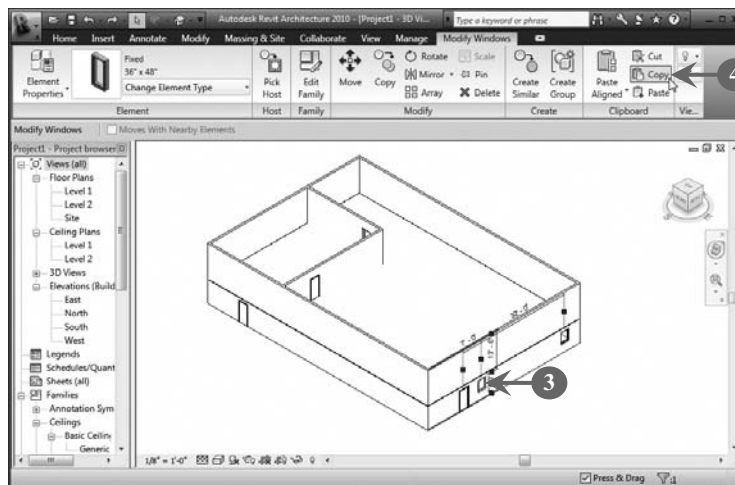 Autodesk Revit Architecture 2010 - [Project1 - 3D Vi...
Type a keyword or phrase
Home Insert Annotate Modify Massing & Site Collaborate View Manage Modify Windows
Element Properties
Fixed
36" x 48"
Change Element Type
Pick Host
Edit Family
Move
Copy
Rotate
Mirror
Array
Scale
Pin
Delete
Create Similar
Create Group
Paste Aligned
Cut
Copy
Paste
4
Element Host Family Modify Create Clipboard Vie...
Modify Windows
Moves With Nearby Elements
Project1 - Project browser
Views (all)
Floor Plans
Level 1
Level 2
Site
Ceiling Plans
Level 1
Level 2
3D Views
Elevations (Build
East
North
South
West
Legends
Schedules/Quant
Sheets (all)
Families
Annotation Sym
Ceilings
Basic Ceilin
Generic
3
1/8" = 1'-0"
Press & Drag
:1